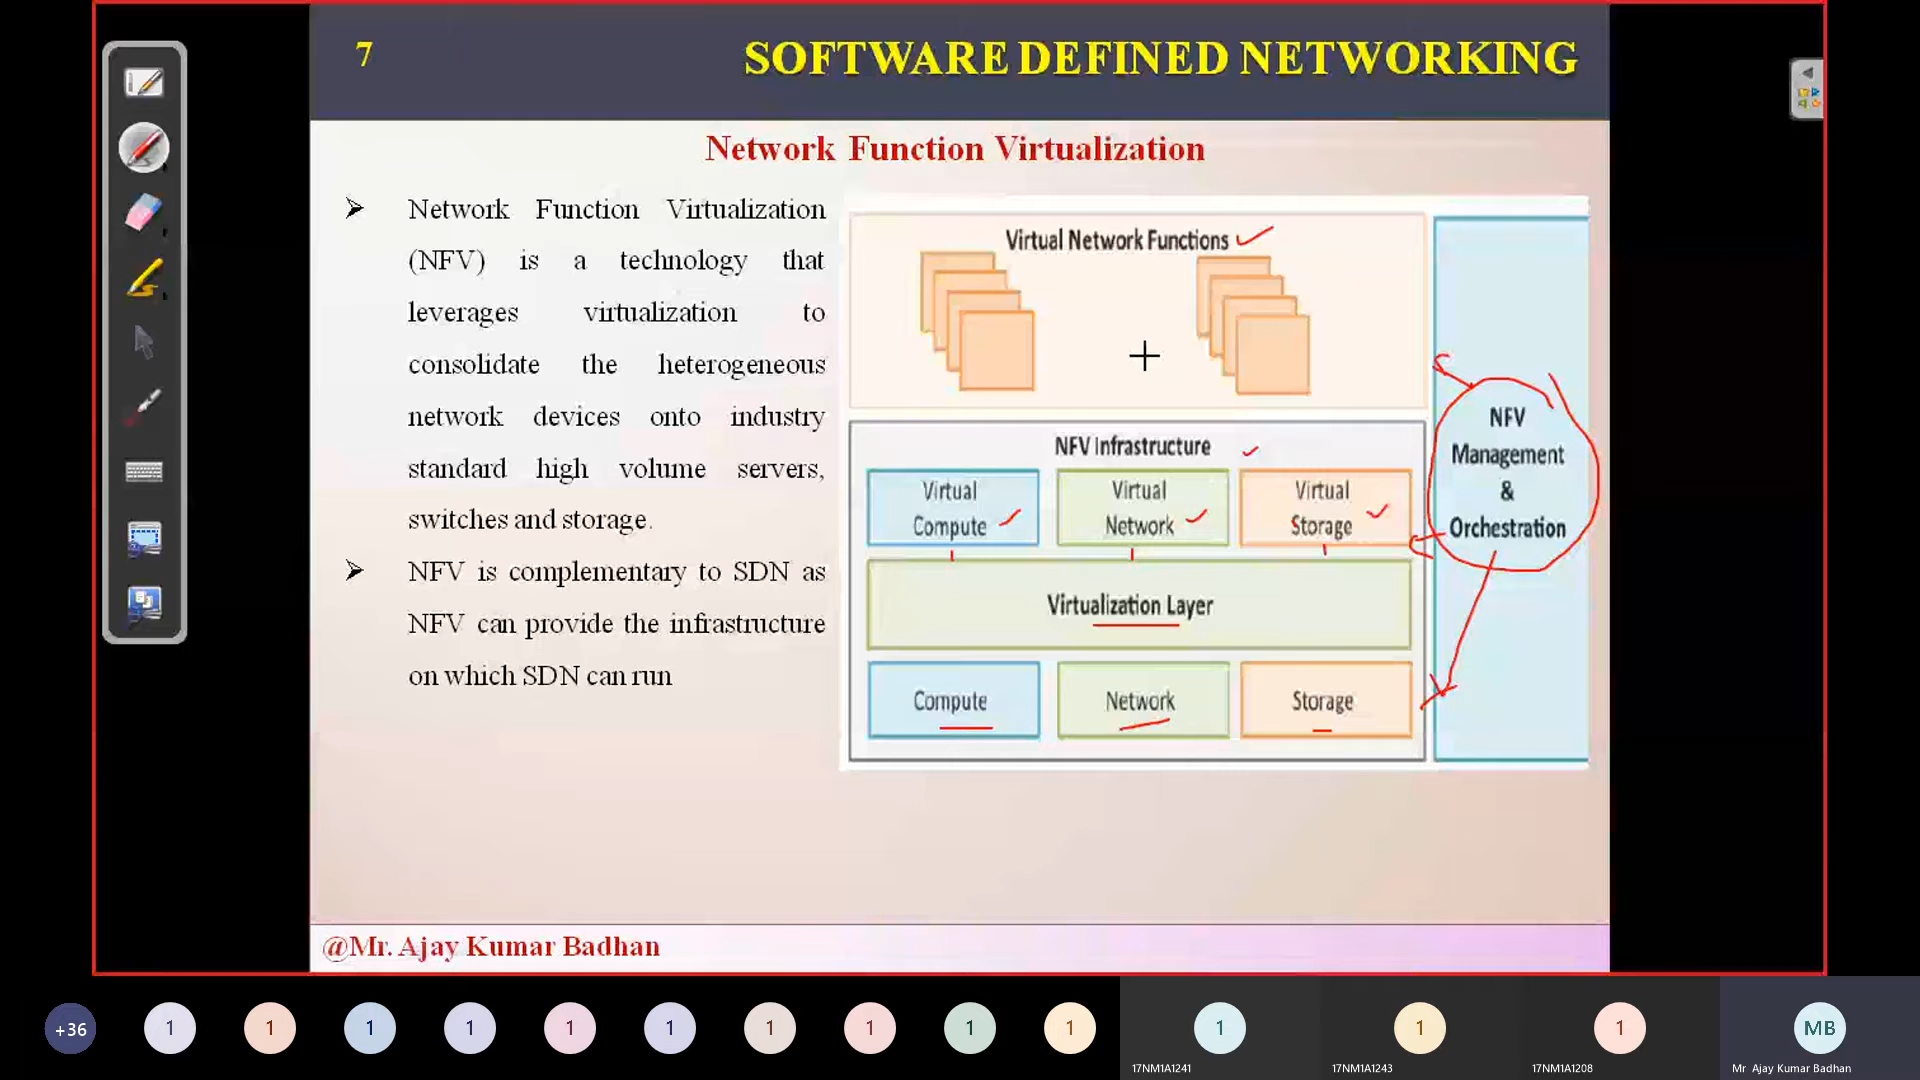 7
SOFTWARE DEFINED NETWORKING
Network Function Virtualization
➢ Network Function Virtualization
(NFV) is a technology that
leverages virtualization to
consolidate the heterogeneous
network devices onto industry
standard high volume servers,
switches and storage.
➢ NFV is complementary to SDN as
NFV can provide the infrastructure
on which SDN can run
Virtual Network Functions
NFV Infrastructure
Virtual
Compute
Virtual
Network
Virtual
Storage
Virtualization Layer
Compute
Network
Storage
NFV
Management
&
Orchestration
@Mr. Ajay Kumar Badhan
+36
1
1
1
1
1
1
1
1
1
1
1
17NM1A1241
1
17NM1A1243
1
17NM1A1208
MB
Mr Ajay Kumar Badhan